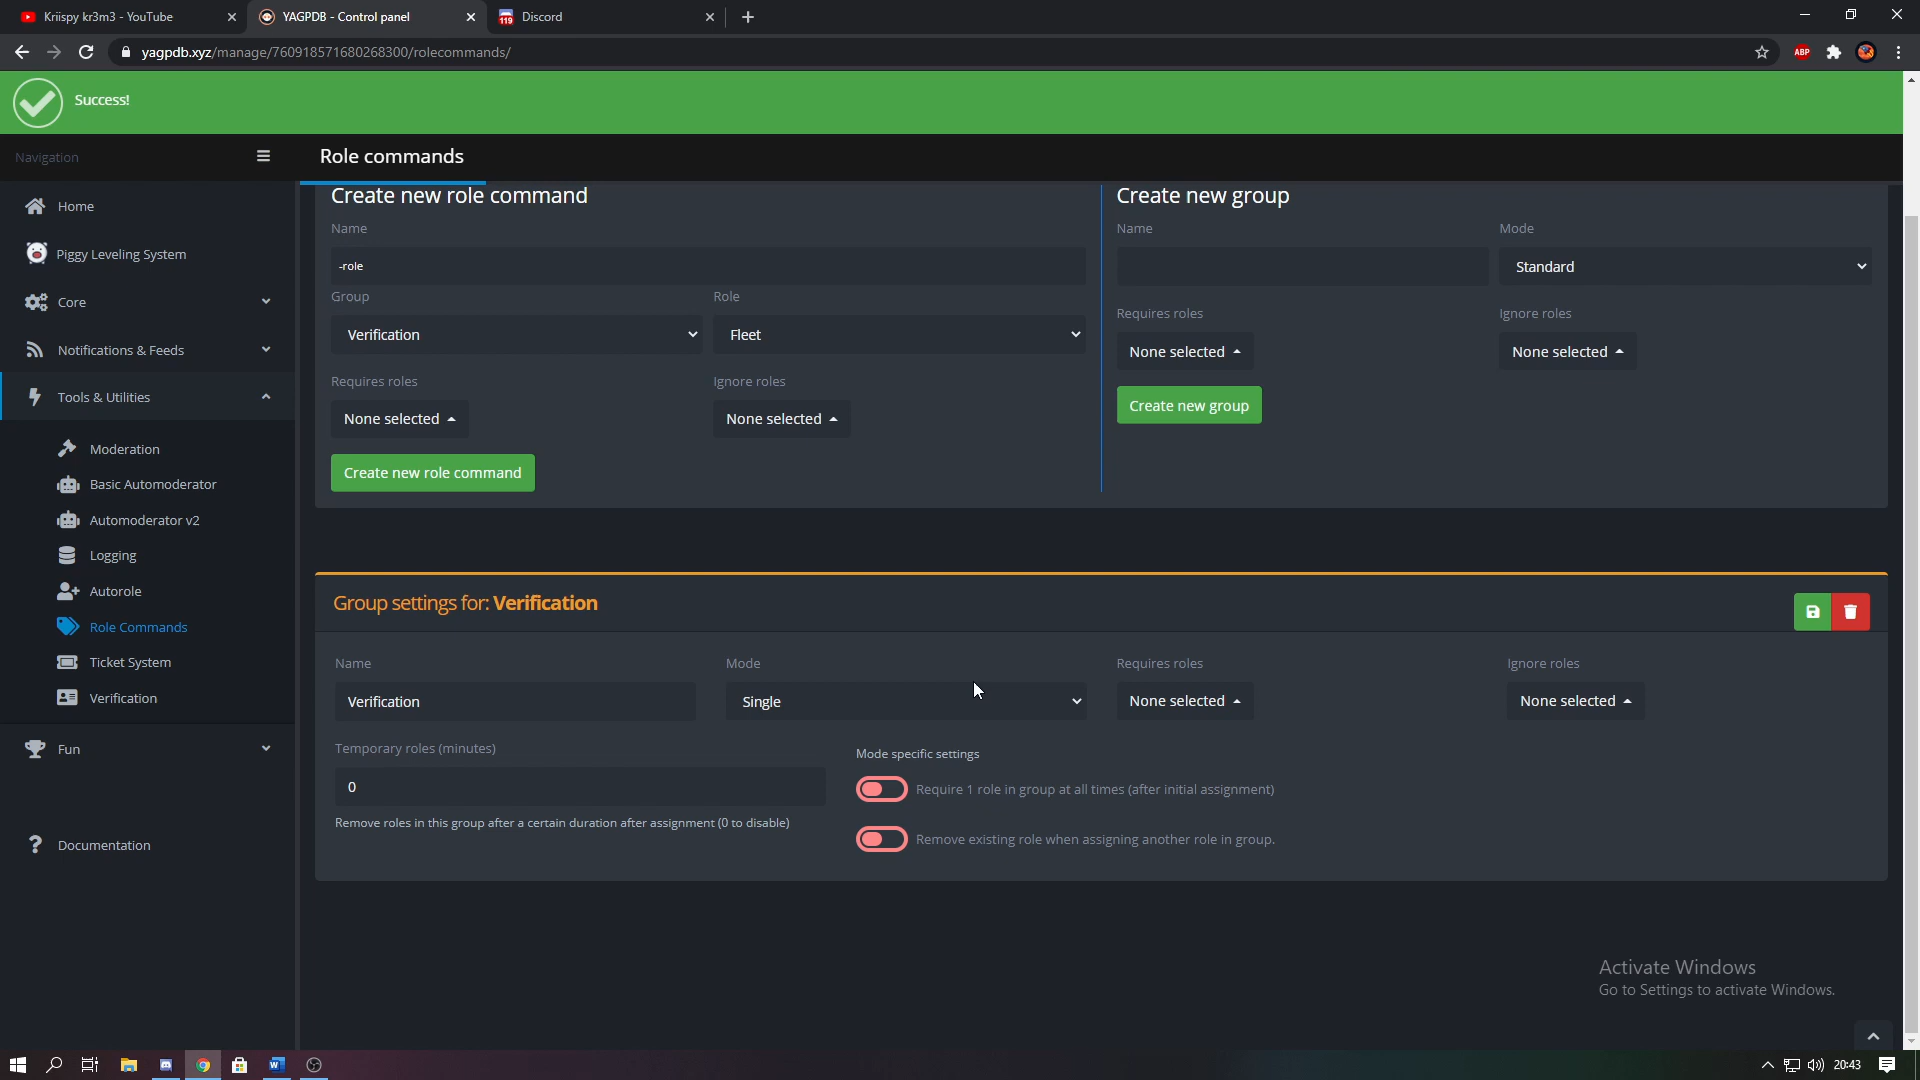 Kriispy kr3m3 - YouTube
YAGPDB - Control panel
119
Discord
yagpdb.xyz/manage/760918571680268300/rolecommands/
ABP
Success!
Navigation
Role commands
Home
Piggy Leveling System
Core
Notifications & Feeds
Tools & Utilities
Moderation
Basic Automoderator
Automoderator v2
Logging
Autorole
Role Commands
Ticket System
Verification
Fun
Documentation
Create new role command
Name
-role
Group
Role
Verification
Fleet
Requires roles
Ignore roles
None selected
None selected
Create new role command
Create new group
Name
Mode
Standard
Requires roles
Ignore roles
None selected
None selected
Create new group
Group settings for: Verification
Name
Mode
Requires roles
Ignore roles
Verification
Single
None selected
None selected
Temporary roles (minutes)
0
Remove roles in this group after a certain duration after assignment (0 to disable)
Mode specific settings
Require 1 role in group at all times (after initial assignment)
Remove existing role when assigning another role in group.
Activate Windows
Go to Settings to activate Windows.
20:43